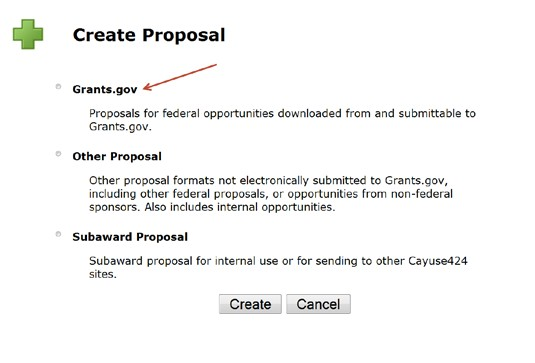 Create Proposal
Grants.gov
Proposals for federal opportunities downloaded from and submittable to
Grants.gov.
Other Proposal
Other proposal formats not electronically submitted to Grants.gov,
including other federal proposals, or opportunities from non-federal
sponsors. Also includes internal opportunities.
Subaward Proposal
Subaward proposal for internal use or for sending to other Cayuse424
sites.
Create Cancel